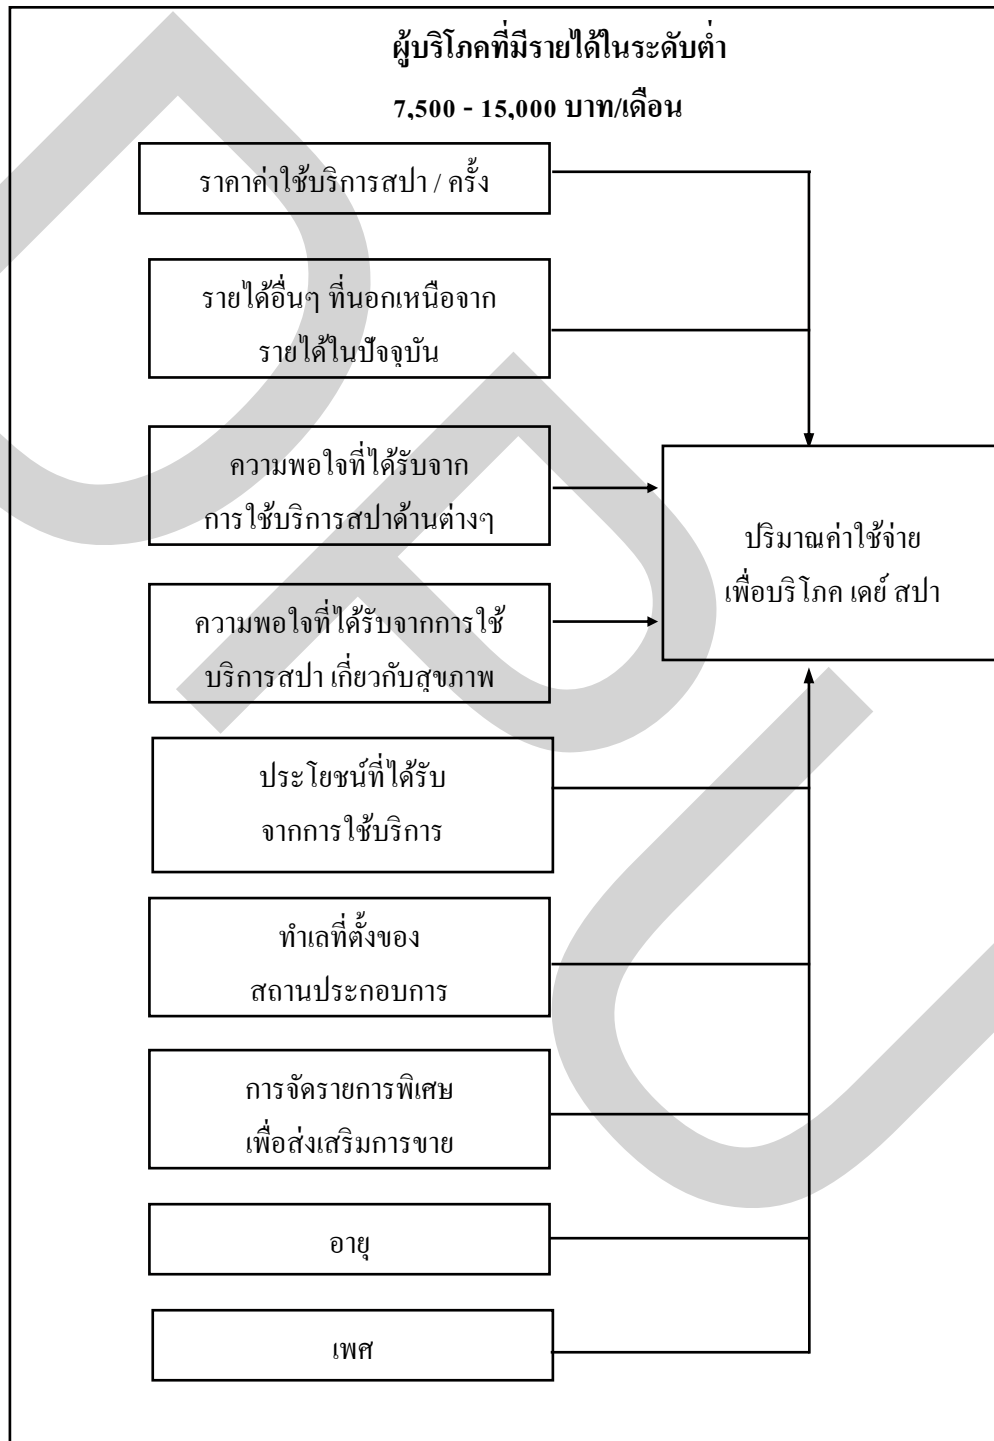 ผู้บริโภคที่มีรายได้ในระดับต่ำ
7,500 - 15,000 บาท/เดือน
ราคาค่าใช้บริการสปา / ครั้ง
รายได้อื่นๆ ที่นอกเหนือจาก
รายได้ในปัจจุบัน
ความพอใจที่ได้รับจาก
การใช้บริการสปาด้านต่างๆ
ปริมาณค่าใช้จ่าย
เพื่อบริโภค เดย์ สปา
ความพอใจที่ได้รับจากการใช้
บริการสปา เกี่ยวกับสุขภาพ
ประโยชน์ที่ได้รับ
จากการใช้บริการ
ทำเลที่ตั้งของ
สถานประกอบการ
การจัดรายการพิเศษ
เพื่อส่งเสริมการขาย
อายุ
เพศ
DPU